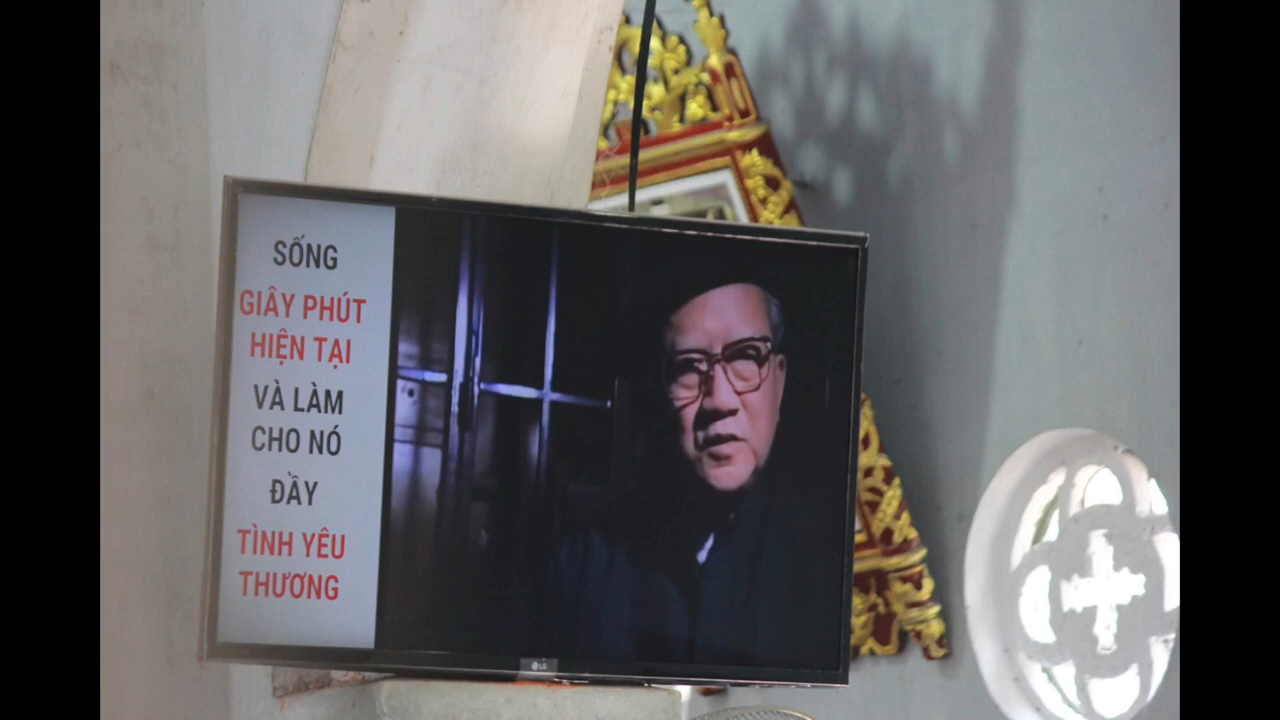 SỐNG
GIÂY PHÚT
HIỆN TẠI
VÀ LÀM
CHO NÓ
ĐẦY
TÌNH YÊU
THƯƠNG
LG